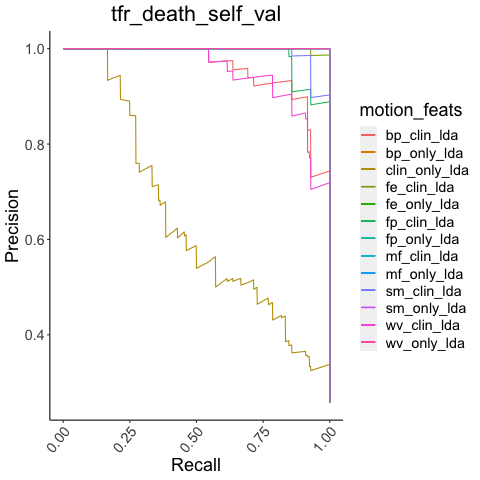 tfr_death_self_val
1.0
0.8
0.6
0.4
Precision
0.00
0.25
0.50
0.75
1.00
Recall
motion_feats
bp_clin_lda
bp_only_lda
clin_only_lda
fe_clin_lda
fe_only_lda
fp_clin_lda
fp_only_lda
mf_clin_lda
mf_only_lda
sm_clin_lda
sm_only_lda
wv_clin_lda
wv_only_lda